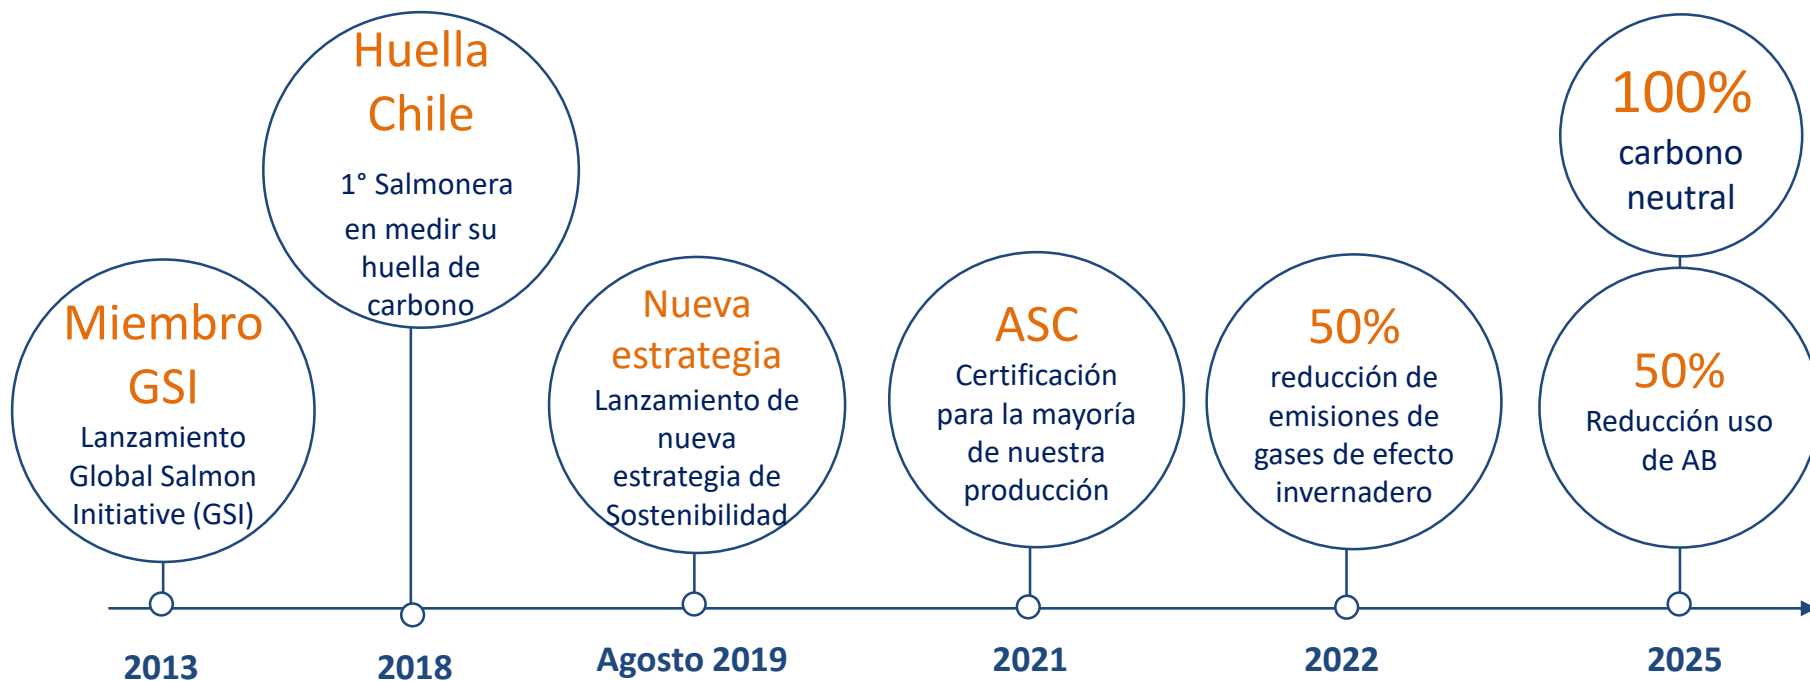 Miembro
GSI
Lanzamiento
Global Salmon
Initiative (GSI)
2013
Huella
Chile
1° Salmonera
en medir su
huella de
carbono
2018
Nueva
estrategia
Lanzamiento de
nueva
estrategia de
Sostenibilidad
Agosto 2019
ASC
Certificación
para la mayoría
de nuestra
producción
2021
50%
reducción de
emisiones de
gases de efecto
invernadero
2022
100%
carbono
neutral
50%
Reducción uso
de AB
2025